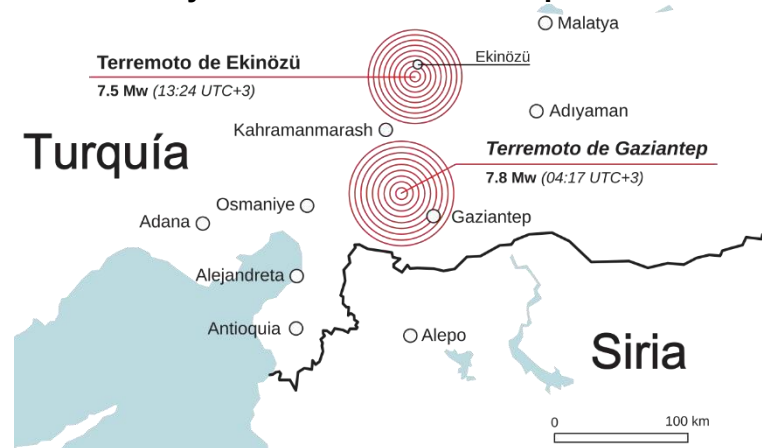 Malatya
Terremoto de Ekinözü
Ekinözü
7.5 Mw (13:24 UTC+3)
Adıyaman
Kahramanmarash
Turquía
Terremoto de Gaziantep
7.8 Mw (04:17 UTC+3)
Osmaniye
Gaziantep
Adana
Alejandreta
Antioquia
Alepo
Siria
0 100 km